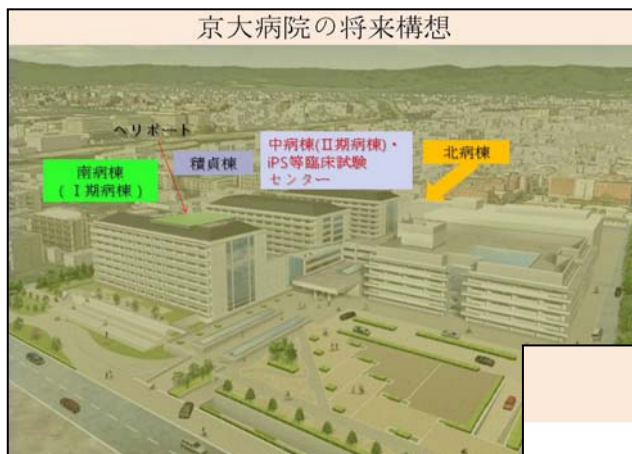 京大病院の将来構想
ヘリポート
南病棟
(Ⅰ期病棟)
積貞棟
中病棟(Ⅱ期病棟)・
iPS等臨床試験
センター
北病棟